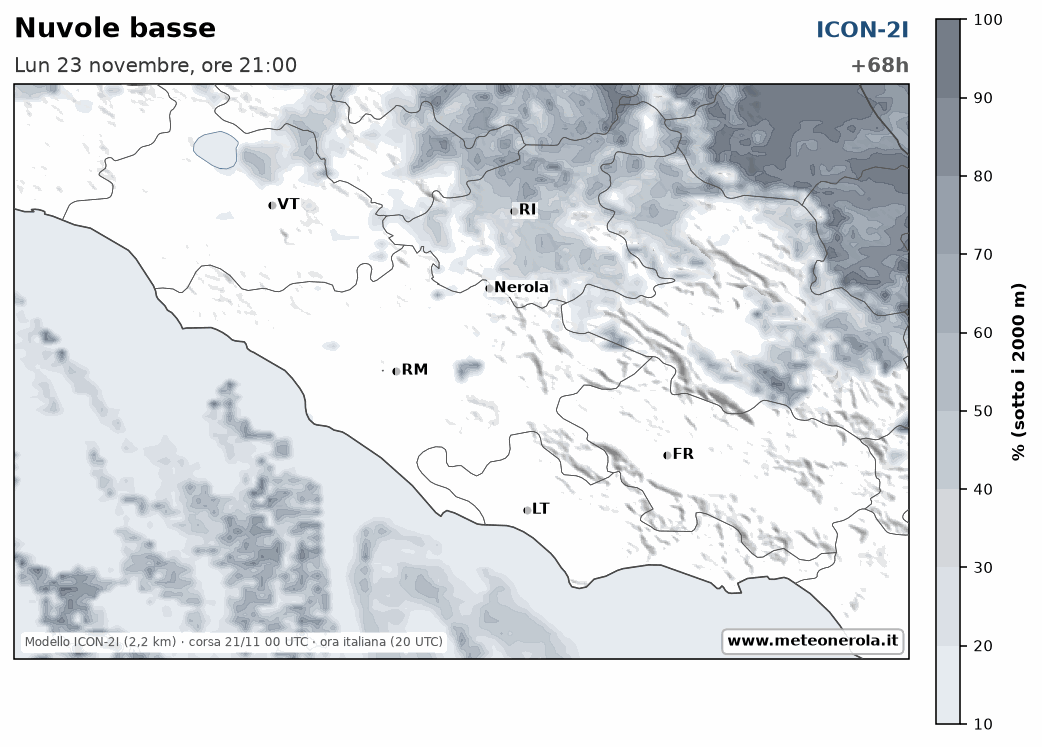 Nuvole basse
ICON-2I
Lun 23 novembre, ore 21:00
+68h
100
90
80
70
60
50
40
30
20
10
% (sotto i 2000 m)
VT
RI
Nerola
RM
FR
LT
Modello ICON-2I (2,2 km) · corsa 21/11 00 UTC · ora italiana (20 UTC)
www.meteonerola.it